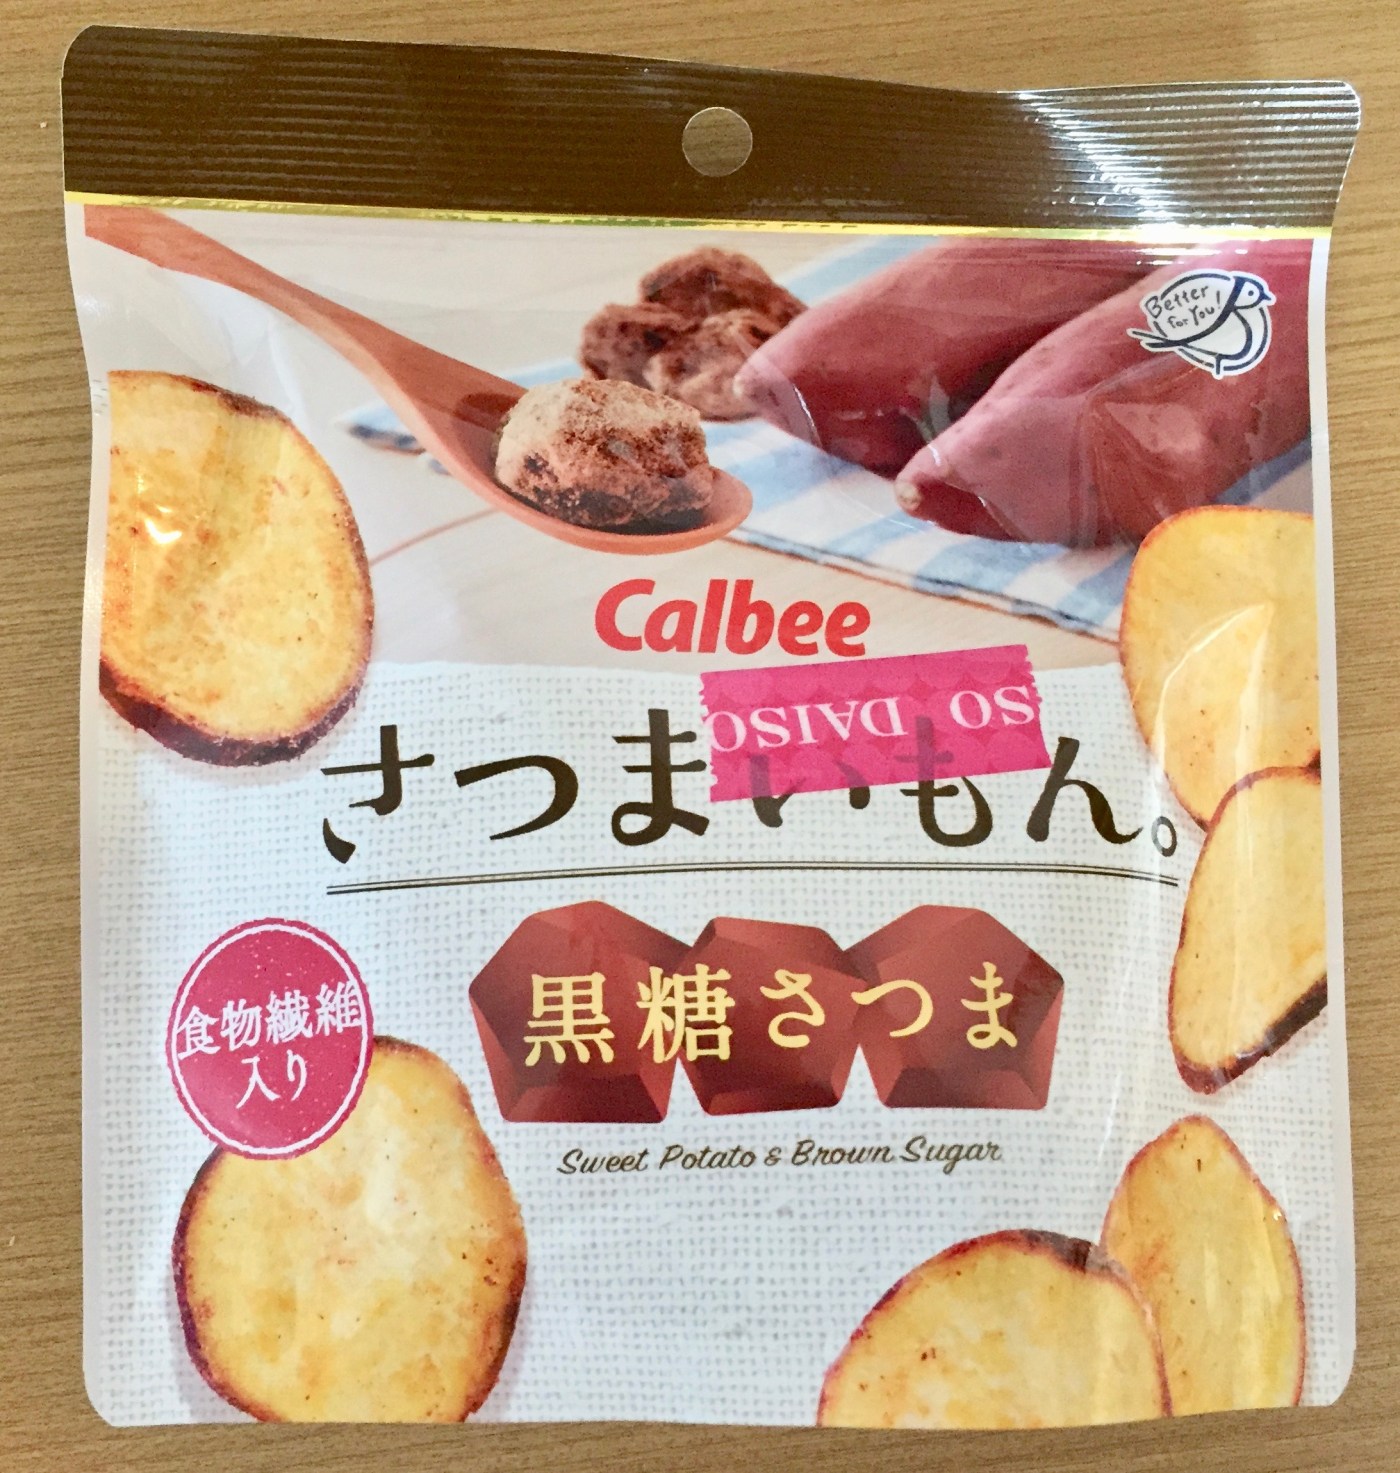 Better
for You!
Calbee
SO DAISO
さつまいもん。
黒糖さつま
食物繊維
入り
Sweet Potato & Brown Sugar